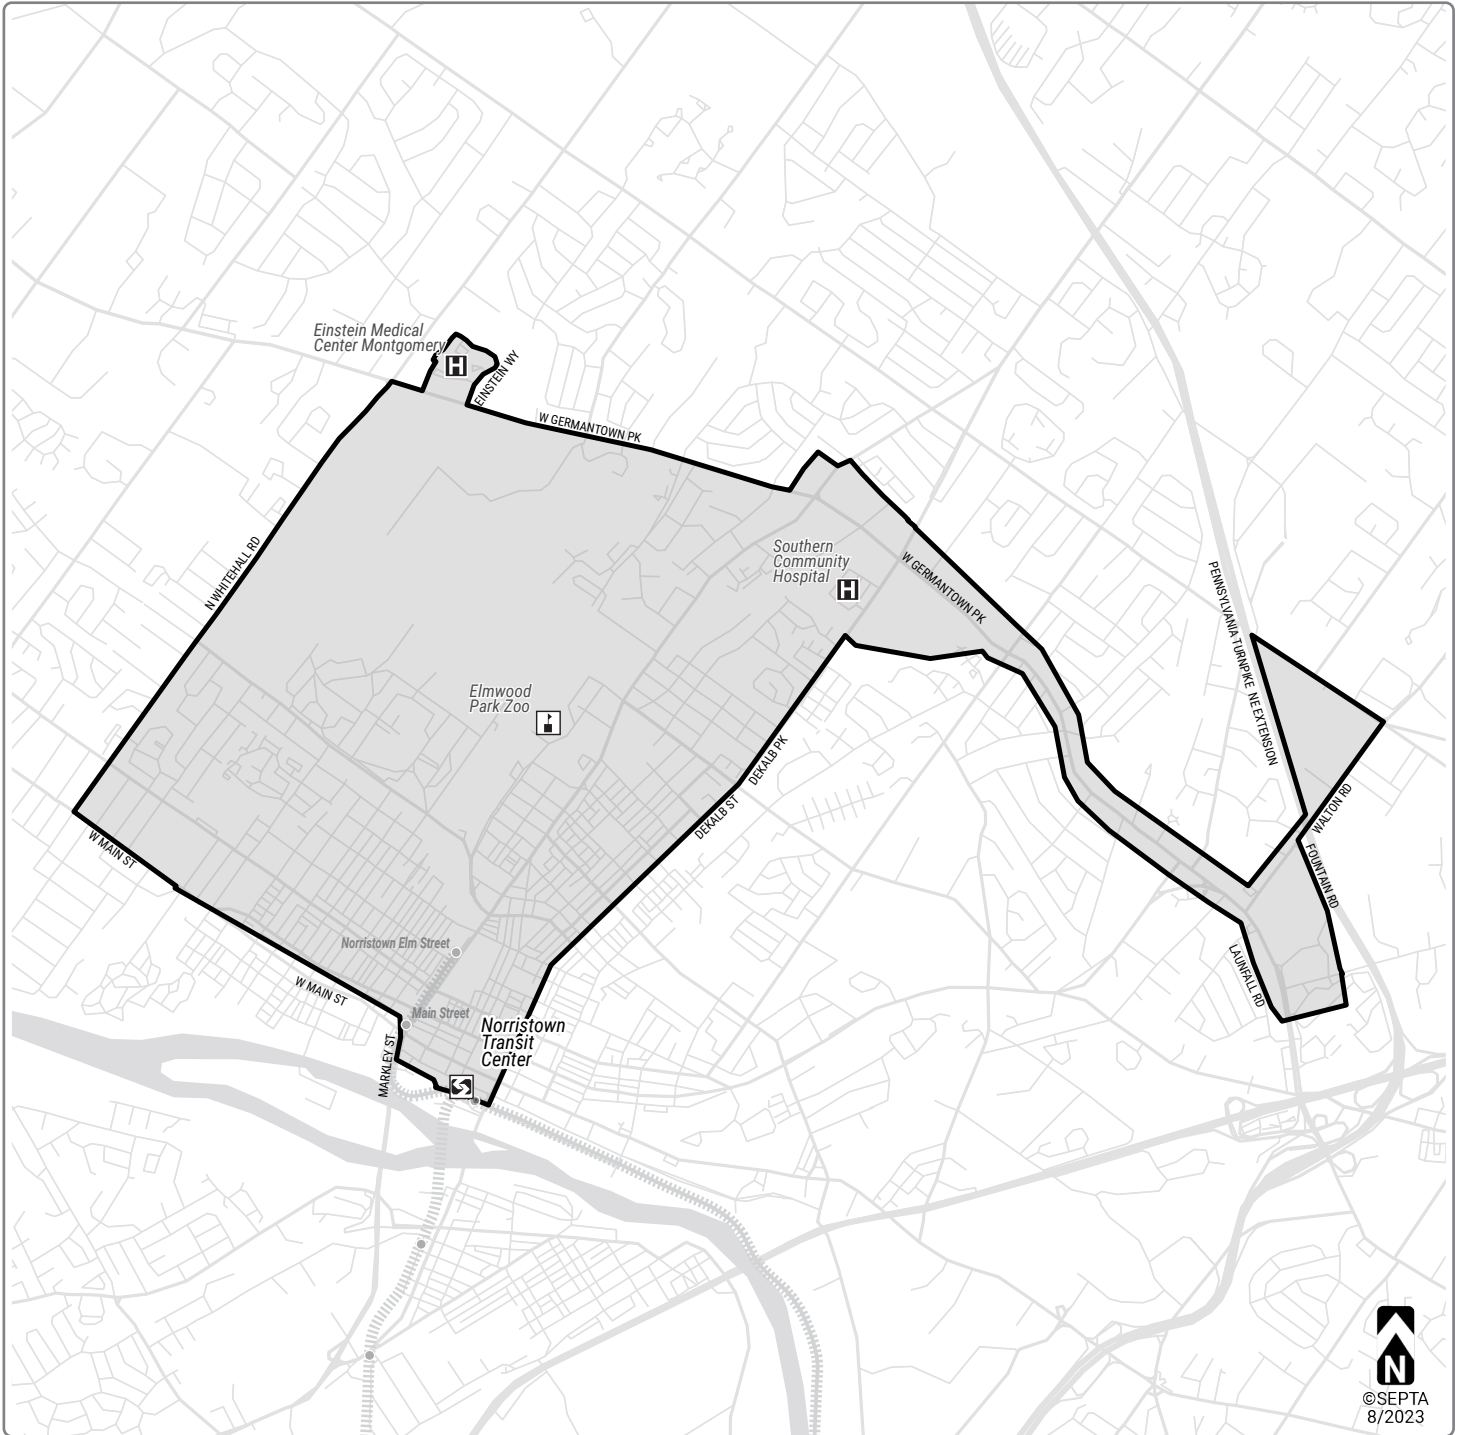 Einstein Medical
Center Montgomery
H
EINSTEIN WY
W GERMANTOWN PK
N WHITEHALL RD
Southern
Community
Hospital
H
W GERMANTOWN PK
PENNSYLVANIA TURNPIKE NE EXTENSION
Elmwood
Park Zoo
DEKALB PK
DEKALB ST
WALTON RD
W MAIN ST
FOUNTAIN RD
Norristown Elm Street
LAUNFALL RD
W MAIN ST
Main Street
Norristown
Transit
Center
MARKLEY ST
N
©SEPTA
8/2023